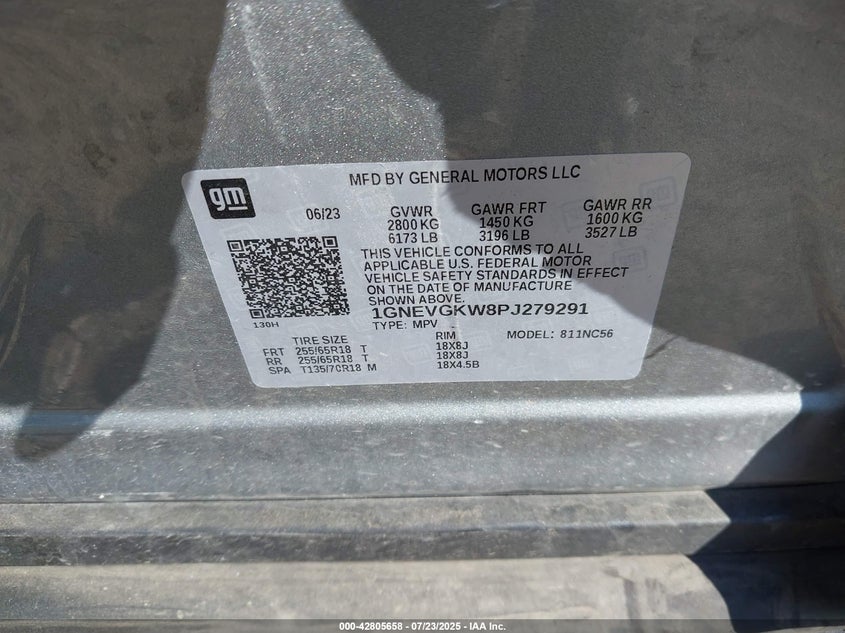 MFD BY GENERAL MOTORS LLC
gm
06/23 GVWR GAWR FRT GAWR RR
2800 KG 1450 KG 1600 KG
6173 LB 3196 LB 3527 LB
THIS VEHICLE CONFORMS TO ALL
APPLICABLE U.S. FEDERAL MOTOR
VEHICLE SAFETY STANDARDS IN EFFECT
ON THE DATE OF MANUFACTURE
SHOWN ABOVE.
1GNEVGKW8PJ279291
130H
TYPE: MPV MODEL: 811NC56
TIRE SIZE RIM
FRT 255/65R18 T 18X8J
RR 255/65R18 T 18X8J
SPA T135/70R18 M 18X4.5B
000-42805658 - 07/23/2025 - IAA Inc.